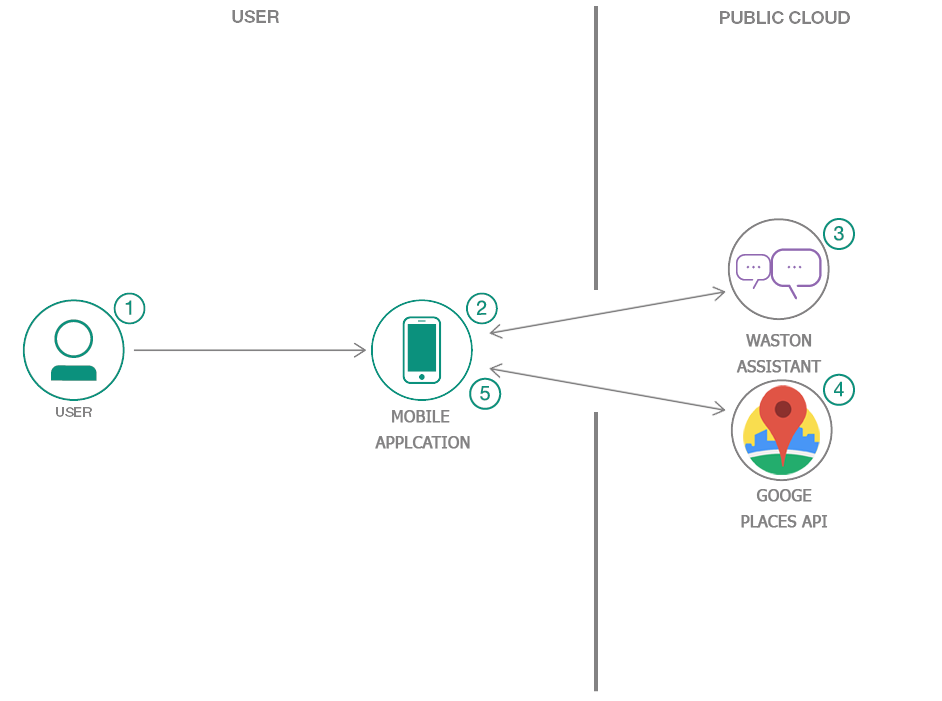 USER
PUBLIC CLOUD
3
1
2
WASTON
ASSISTANT
5
4
USER
MOBILE
APPLCATION
GOOGE
PLACES API